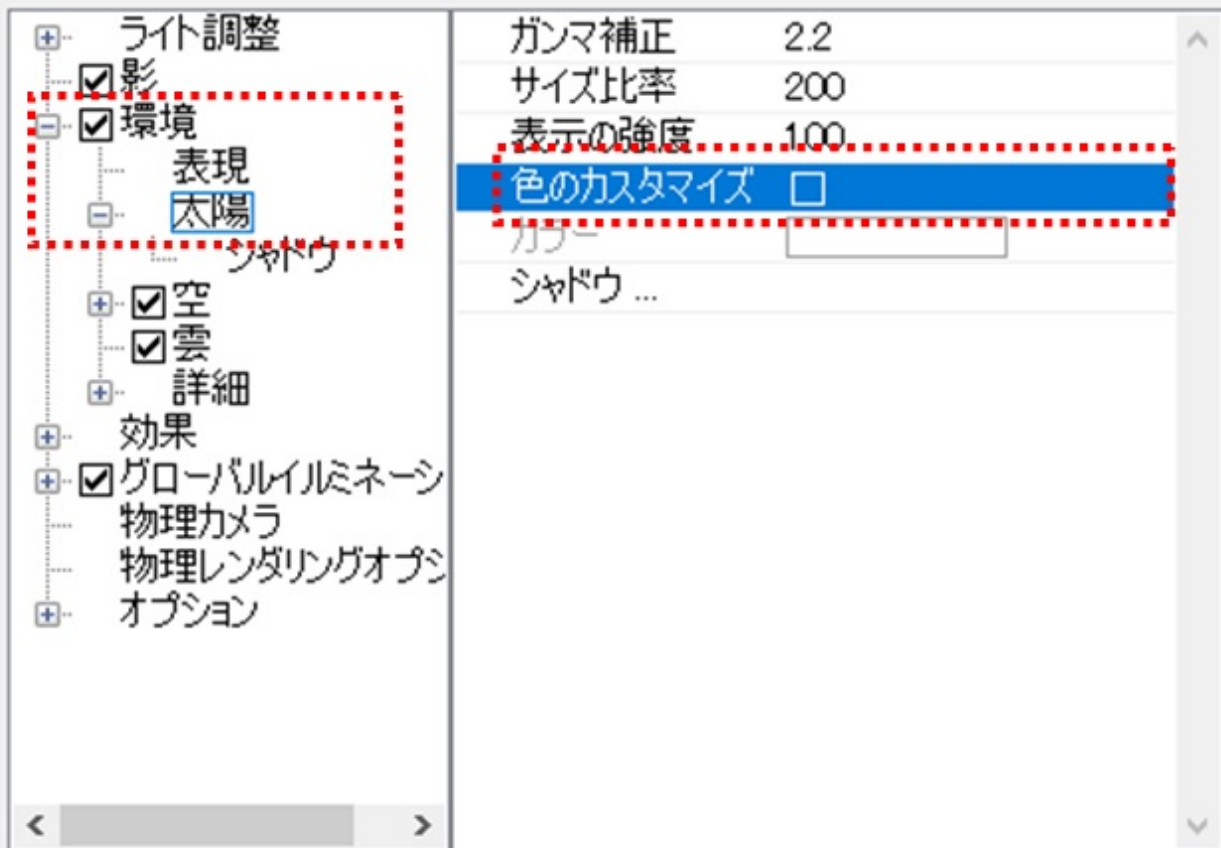 ライト調整
影
環境
表現
太陽
シャドウ
空
雲
詳細
効果
グローバルイルミネーシ
物理カメラ
物理レンダリングオプシ
オプション
ガンマ補正 2.2
サイズ比率 200
表示の強度 100
色のカスタマイズ
カラー
シャドウ ...